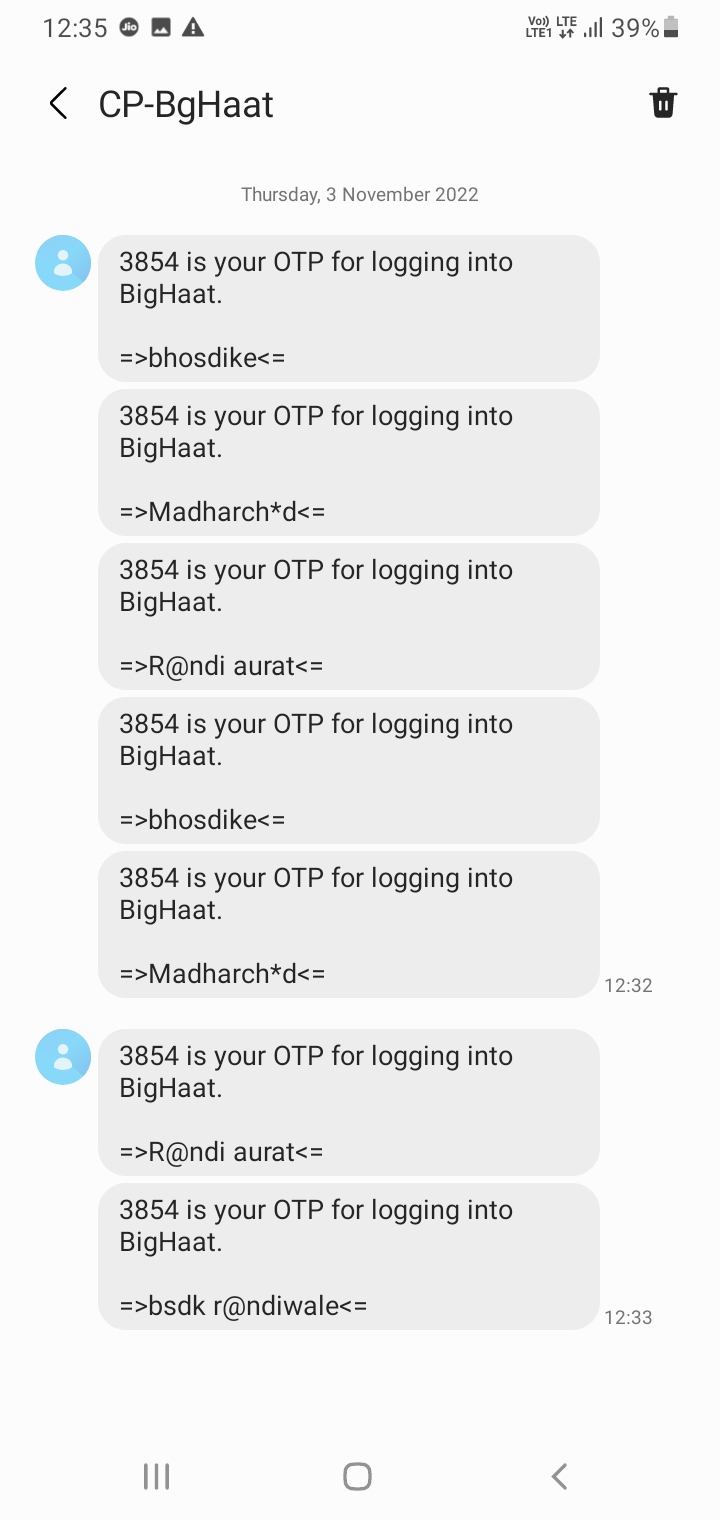 12:35 Jio Vo)) LTE1 LTE 39%
CP-BgHaat
Thursday, 3 November 2022
3854 is your OTP for logging into
BigHaat.
=>bhosdike<=
3854 is your OTP for logging into
BigHaat.
=>Madharch*d<=
3854 is your OTP for logging into
BigHaat.
=>R@ndi aurat<=
3854 is your OTP for logging into
BigHaat.
=>bhosdike<=
3854 is your OTP for logging into
BigHaat.
=>Madharch*d<=
12:32
3854 is your OTP for logging into
BigHaat.
=>R@ndi aurat<=
3854 is your OTP for logging into
BigHaat.
=>bsdk r@ndiwale<=
12:33